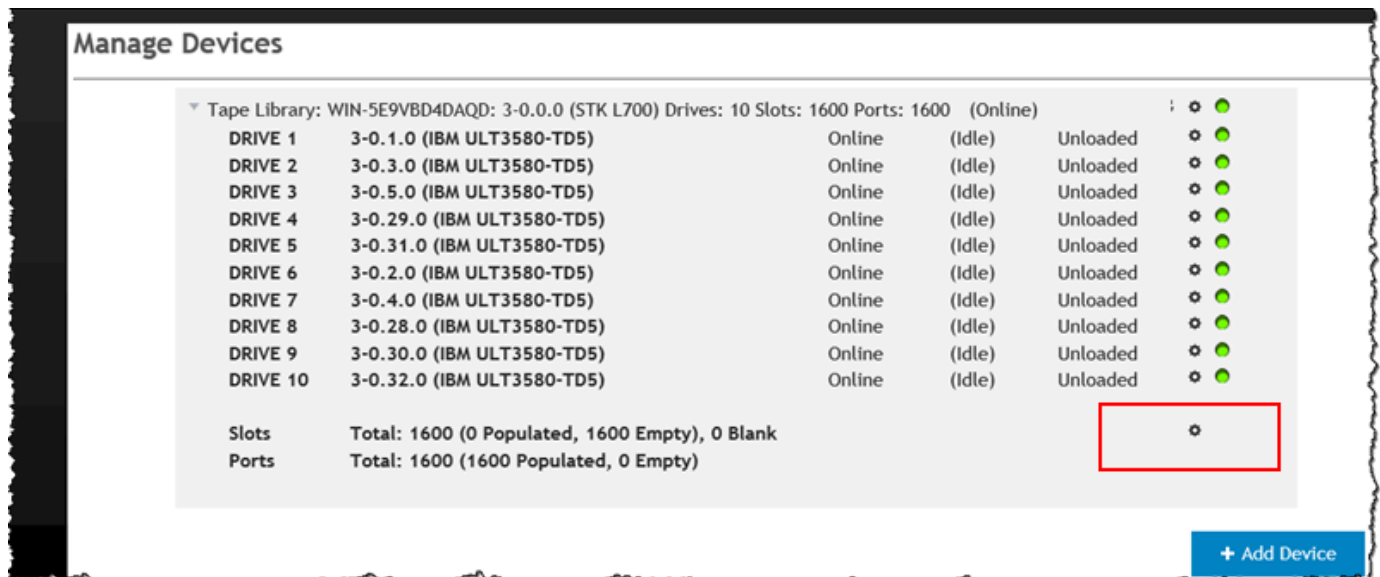 Manage Devices
Tape Library: WIN-5E9VBD4DAQD: 3-0.0.0 (STK L700) Drives: 10 Slots: 1600 Ports: 1600 (Online)
DRIVE 1 3-0.1.0 (IBM ULT3580-TD5) Online (Idle) Unloaded
DRIVE 2 3-0.3.0 (IBM ULT3580-TD5) Online (Idle) Unloaded
DRIVE 3 3-0.5.0 (IBM ULT3580-TD5) Online (Idle) Unloaded
DRIVE 4 3-0.29.0 (IBM ULT3580-TD5) Online (Idle) Unloaded
DRIVE 5 3-0.31.0 (IBM ULT3580-TD5) Online (Idle) Unloaded
DRIVE 6 3-0.2.0 (IBM ULT3580-TD5) Online (Idle) Unloaded
DRIVE 7 3-0.4.0 (IBM ULT3580-TD5) Online (Idle) Unloaded
DRIVE 8 3-0.28.0 (IBM ULT3580-TD5) Online (Idle) Unloaded
DRIVE 9 3-0.30.0 (IBM ULT3580-TD5) Online (Idle) Unloaded
DRIVE 10 3-0.32.0 (IBM ULT3580-TD5) Online (Idle) Unloaded
Slots Total: 1600 (0 Populated, 1600 Empty), 0 Blank
Ports Total: 1600 (1600 Populated, 0 Empty)
+ Add Device